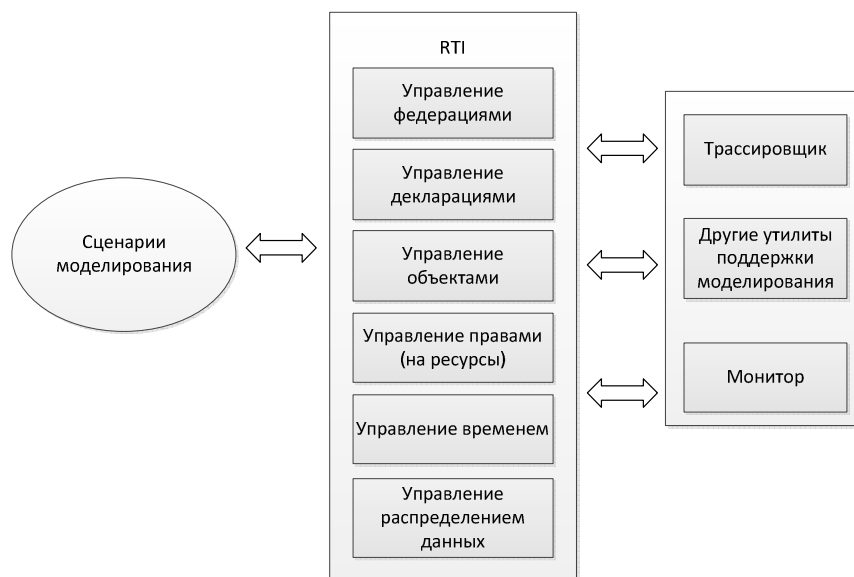 Сценарии
моделирования
RTI
Управление
федерациями
Управление
декларациями
Управление
объектами
Управление правами
(на ресурсы)
Управление временем
Управление
распределением
данных
Трассировщик
Другие утилиты
поддержки
моделирования
Монитор